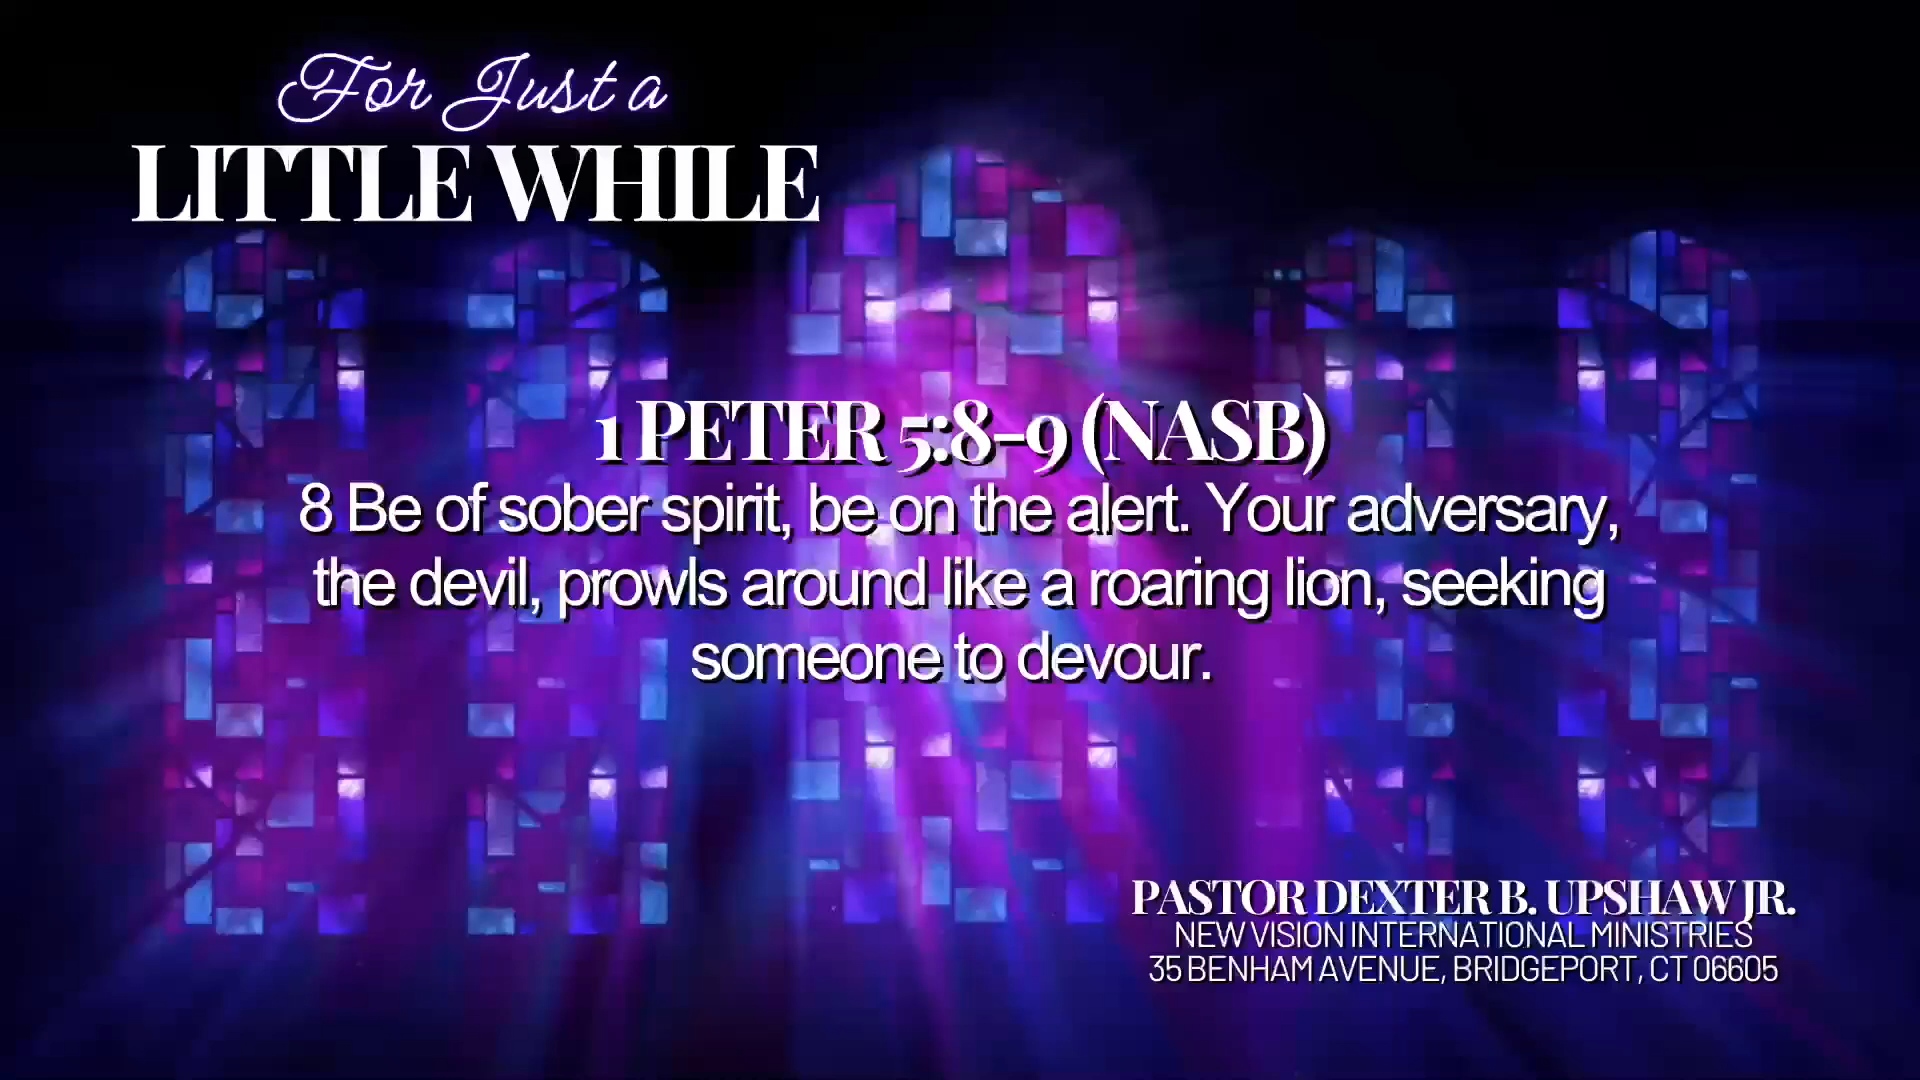 For Just a
LITTLE WHILE
1 PETER 5:8-9 (NASB)
8 Be of sober spirit, be on the alert. Your adversary,
the devil, prowls around like a roaring lion, seeking
someone to devour.
PASTOR DEXTER B. UPSHAW JR.
NEW VISION INTERNATIONAL MINISTRIES
35 BENHAM AVENUE, BRIDGEPORT, CT 06605